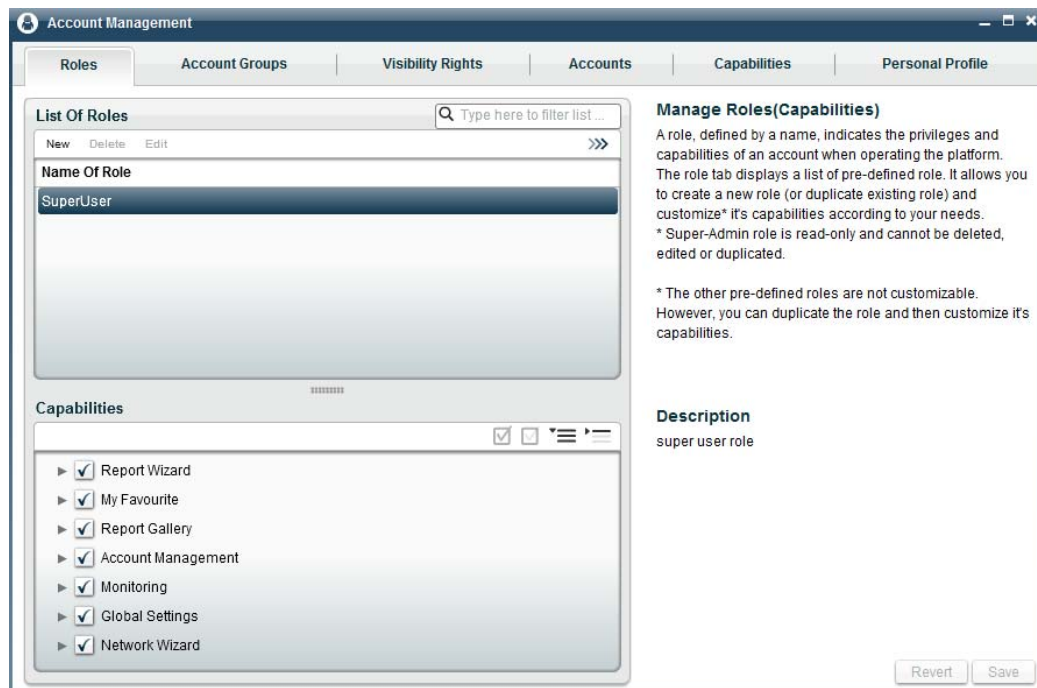 Account Management
Roles
Account Groups
Visibility Rights
Accounts
Capabilities
Personal Profile
List Of Roles
Type here to filter list ...
New Delete Edit
Name Of Role
SuperUser
Capabilities
Report Wizard
My Favourite
Report Gallery
Account Management
Monitoring
Global Settings
Network Wizard
Manage Roles(Capabilities)
A role, defined by a name, indicates the privileges and
capabilities of an account when operating the platform.
The role tab displays a list of pre-defined role. It allows you
to create a new role (or duplicate existing role) and
customize* it's capabilities according to your needs.
* Super-Admin role is read-only and cannot be deleted,
edited or duplicated.
* The other pre-defined roles are not customizable.
However, you can duplicate the role and then customize it's
capabilities.
Description
super user role
Revert Save